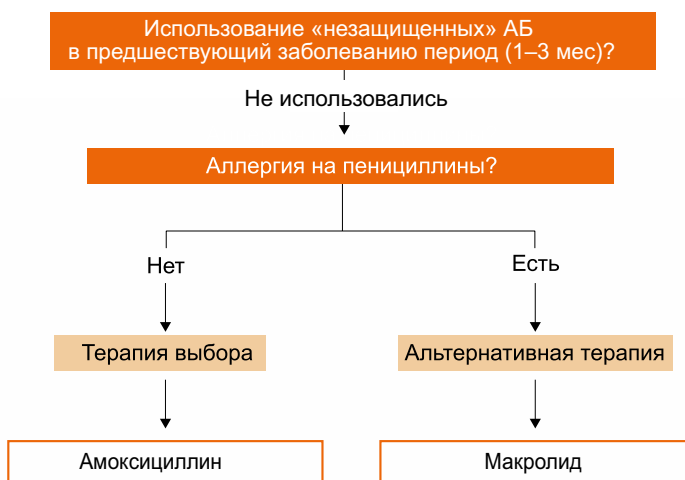 Использование «незащищенных» АБ
в предшествующий заболеванию период (1–3 мес)?
Не использовались
Аллергия на пенициллины?
Нет
Есть
Терапия выбора
Альтернативная терапия
Амоксициллин
Макролид